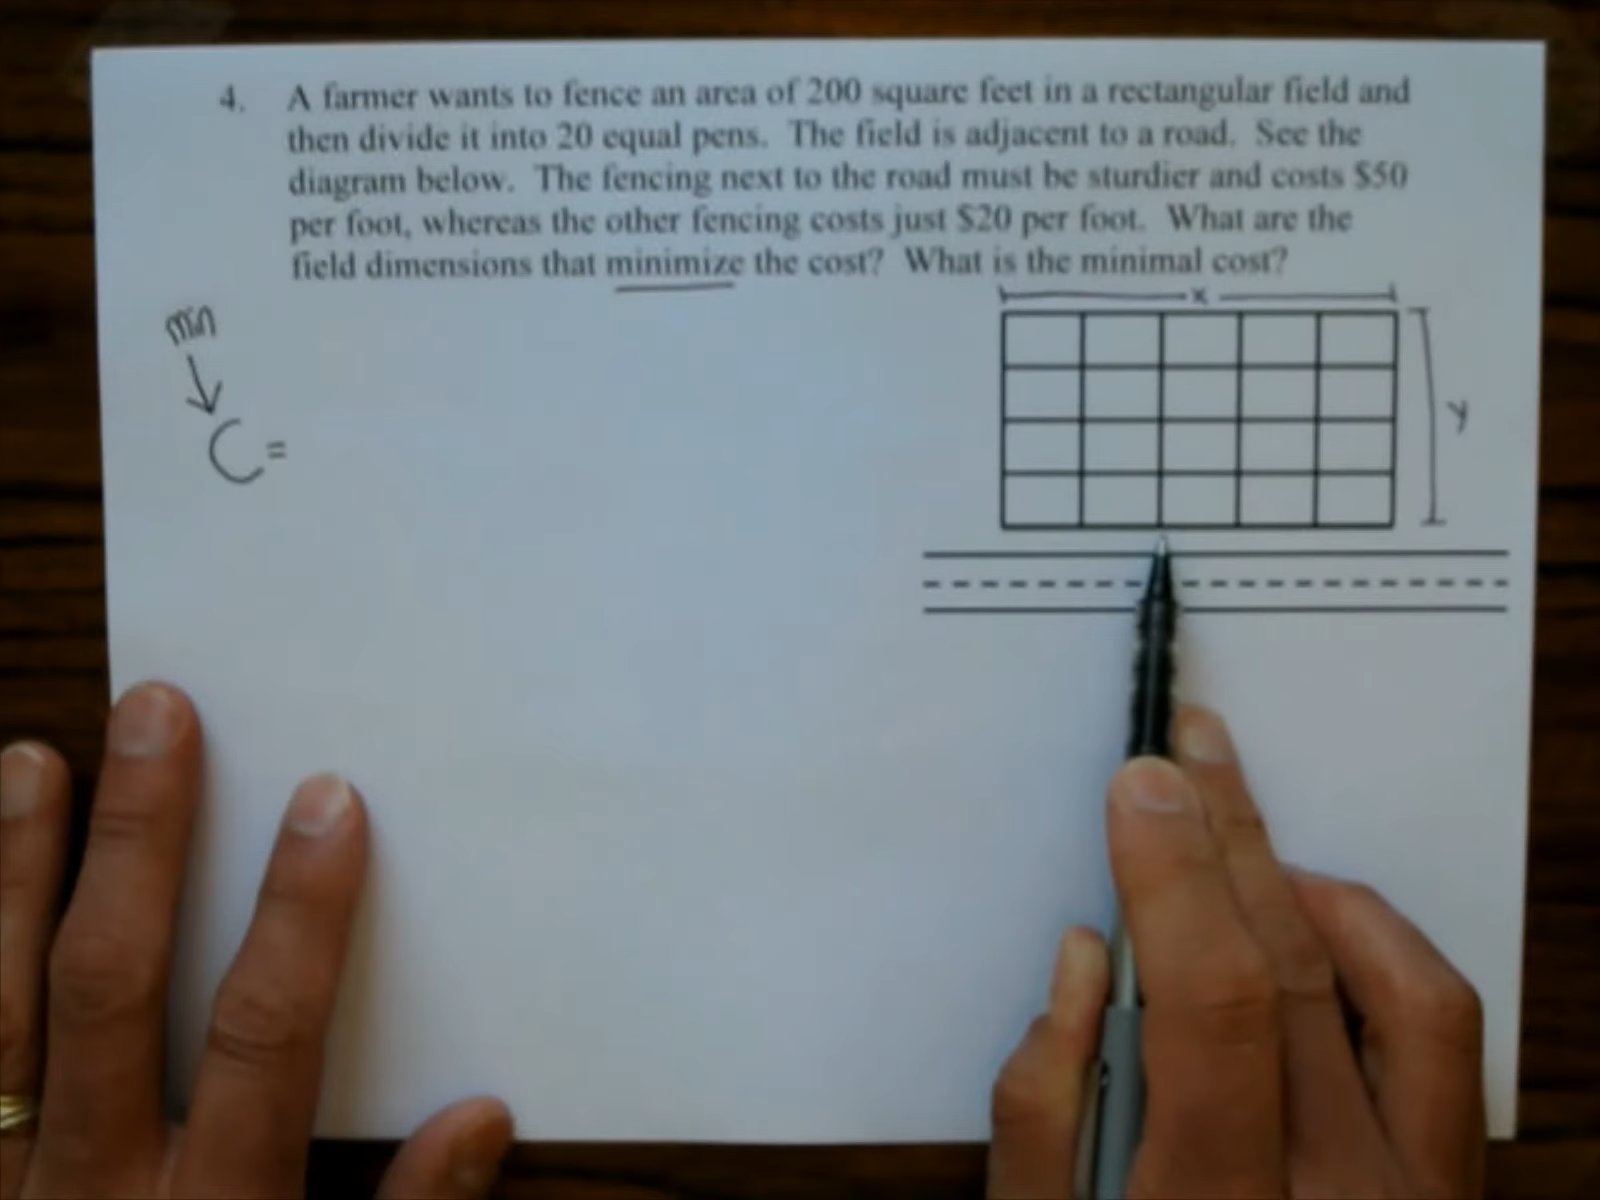 4. A farmer wants to fence an area of 200 square feet in a rectangular field and
then divide it into 20 equal pens. The field is adjacent to a road. See the
diagram below. The fencing next to the road must be sturdier and costs $50
per foot, whereas the other fencing costs just $20 per foot. What are the
field dimensions that minimize the cost? What is the minimal cost?
x
min
y
C=